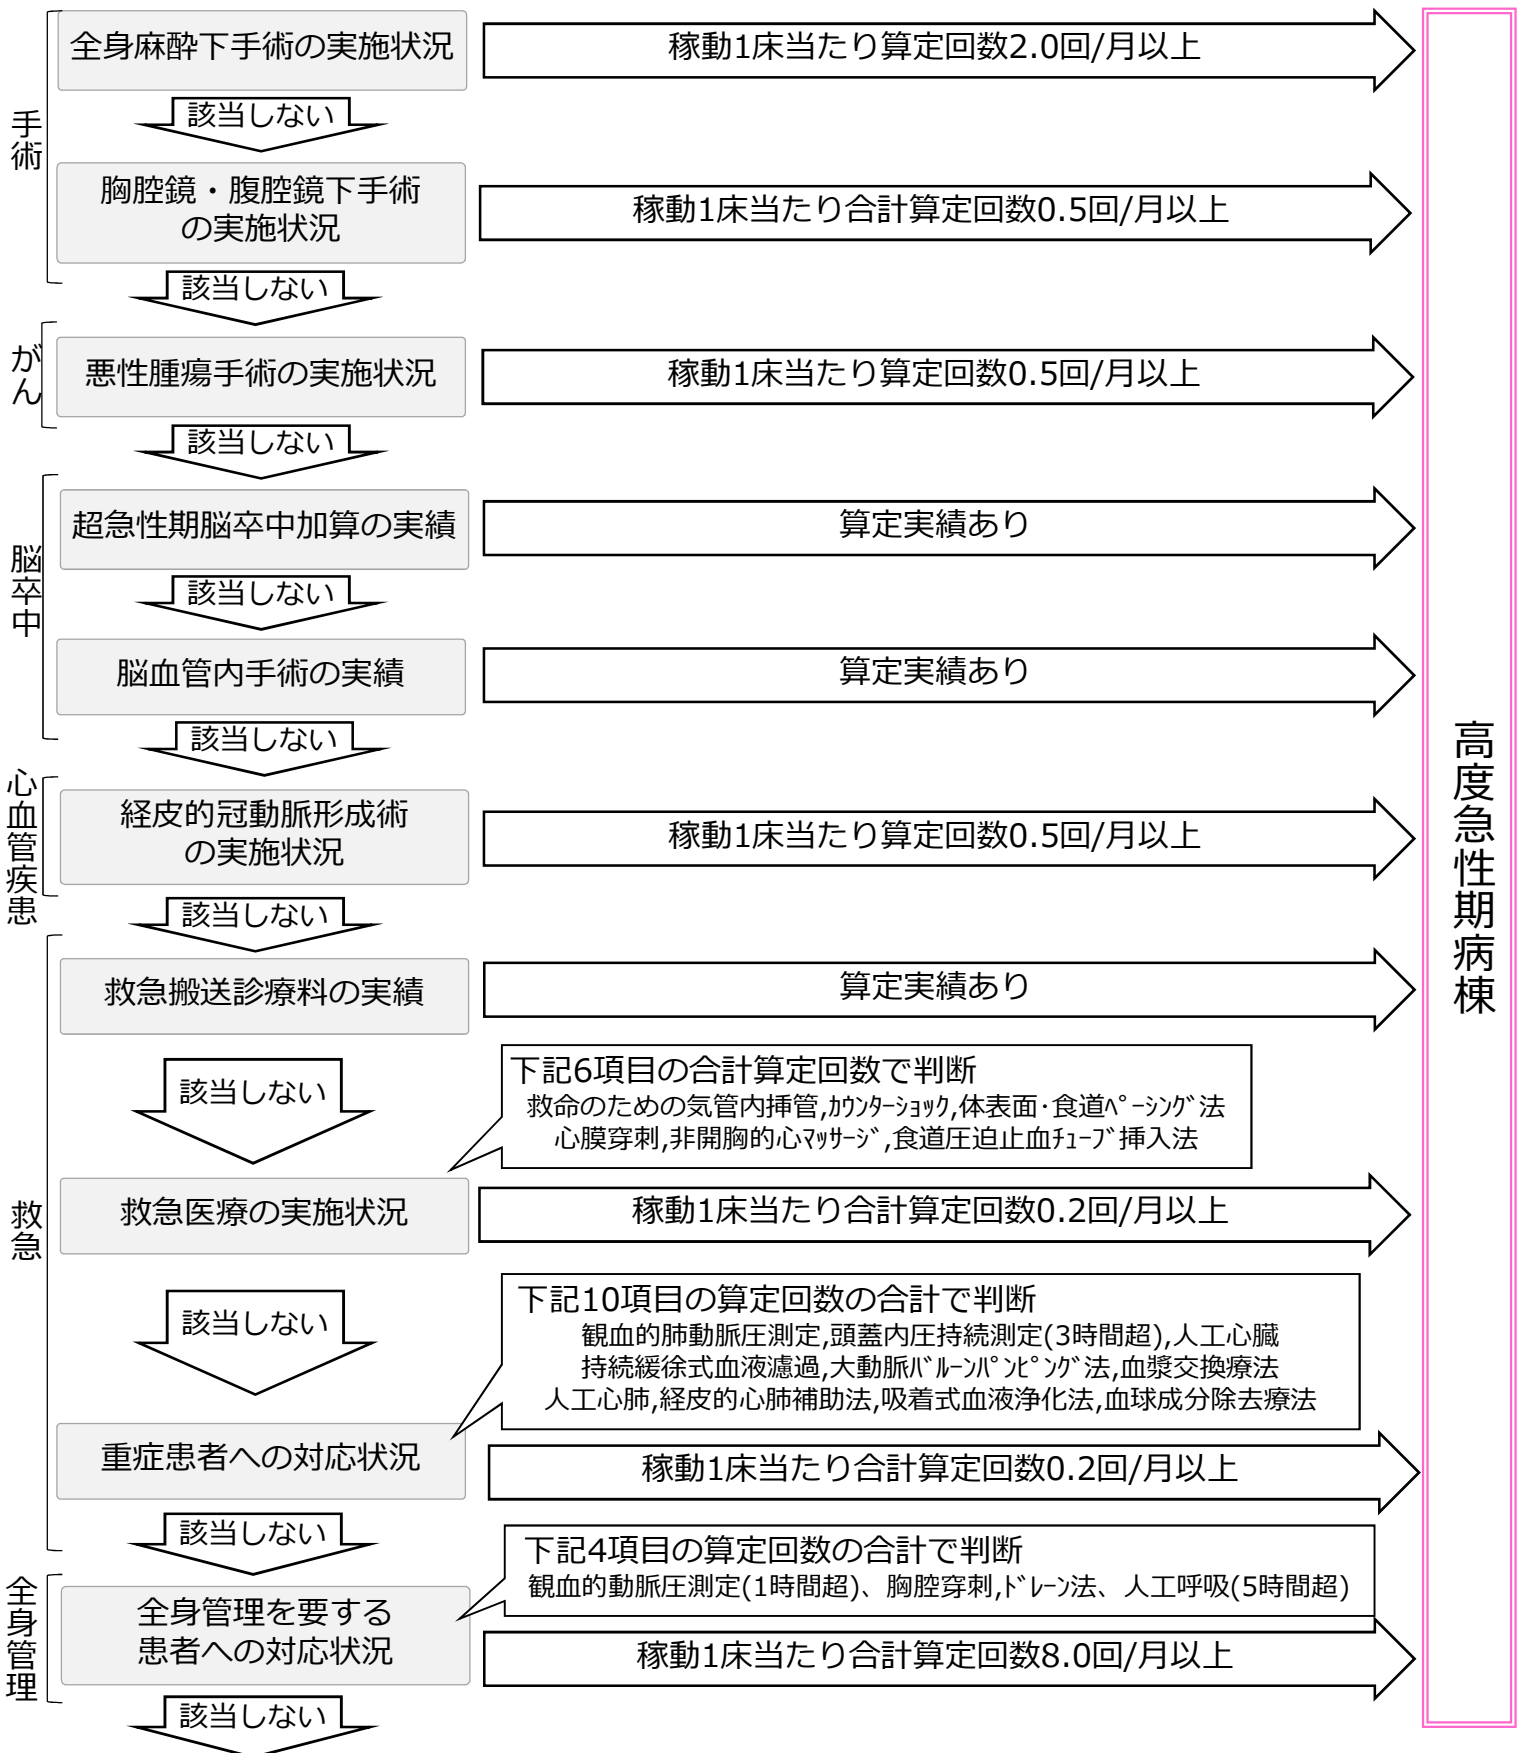 手術
全身麻酔下手術の実施状況
稼動1床当たり算定回数2.0回/月以上
該当しない
胸腔鏡・腹腔鏡下手術
の実施状況
稼動1床当たり合計算定回数0.5回/月以上
該当しない
がん
悪性腫瘍手術の実施状況
稼動1床当たり算定回数0.5回/月以上
該当しない
脳卒中
超急性期脳卒中加算の実績
算定実績あり
該当しない
脳血管内手術の実績
算定実績あり
該当しない
心血管疾患
経皮的冠動脈形成術
の実施状況
稼動1床当たり算定回数0.5回/月以上
該当しない
救急
救急搬送診療料の実績
算定実績あり
該当しない
下記6項目の合計算定回数で判断
救命のための気管内挿管,ｶｳﾝﾀｰｼｮｯｸ,体表面･食道ﾍﾟｰｼﾝｸﾞ法
心膜穿刺,非開胸的心ﾏｯｻｰｼﾞ,食道圧迫止血ﾁｭｰﾌﾞ挿入法
救急医療の実施状況
稼動1床当たり合計算定回数0.2回/月以上
該当しない
下記10項目の算定回数の合計で判断
観血的肺動脈圧測定,頭蓋内圧持続測定(3時間超),人工心臓
持続緩徐式血液濾過,大動脈ﾊﾞﾙｰﾝﾊﾟﾝﾋﾟﾝｸﾞ法,血漿交換療法
人工心肺,経皮的心肺補助法,吸着式血液浄化法,血球成分除去療法
重症患者への対応状況
稼動1床当たり合計算定回数0.2回/月以上
該当しない
下記4項目の算定回数の合計で判断
観血的動脈圧測定(1時間超)、胸腔穿刺,ﾄﾞﾚｰﾝ法、人工呼吸(5時間超)
全身管理
全身管理を要する
患者への対応状況
稼動1床当たり合計算定回数8.0回/月以上
該当しない
高度急性期病棟